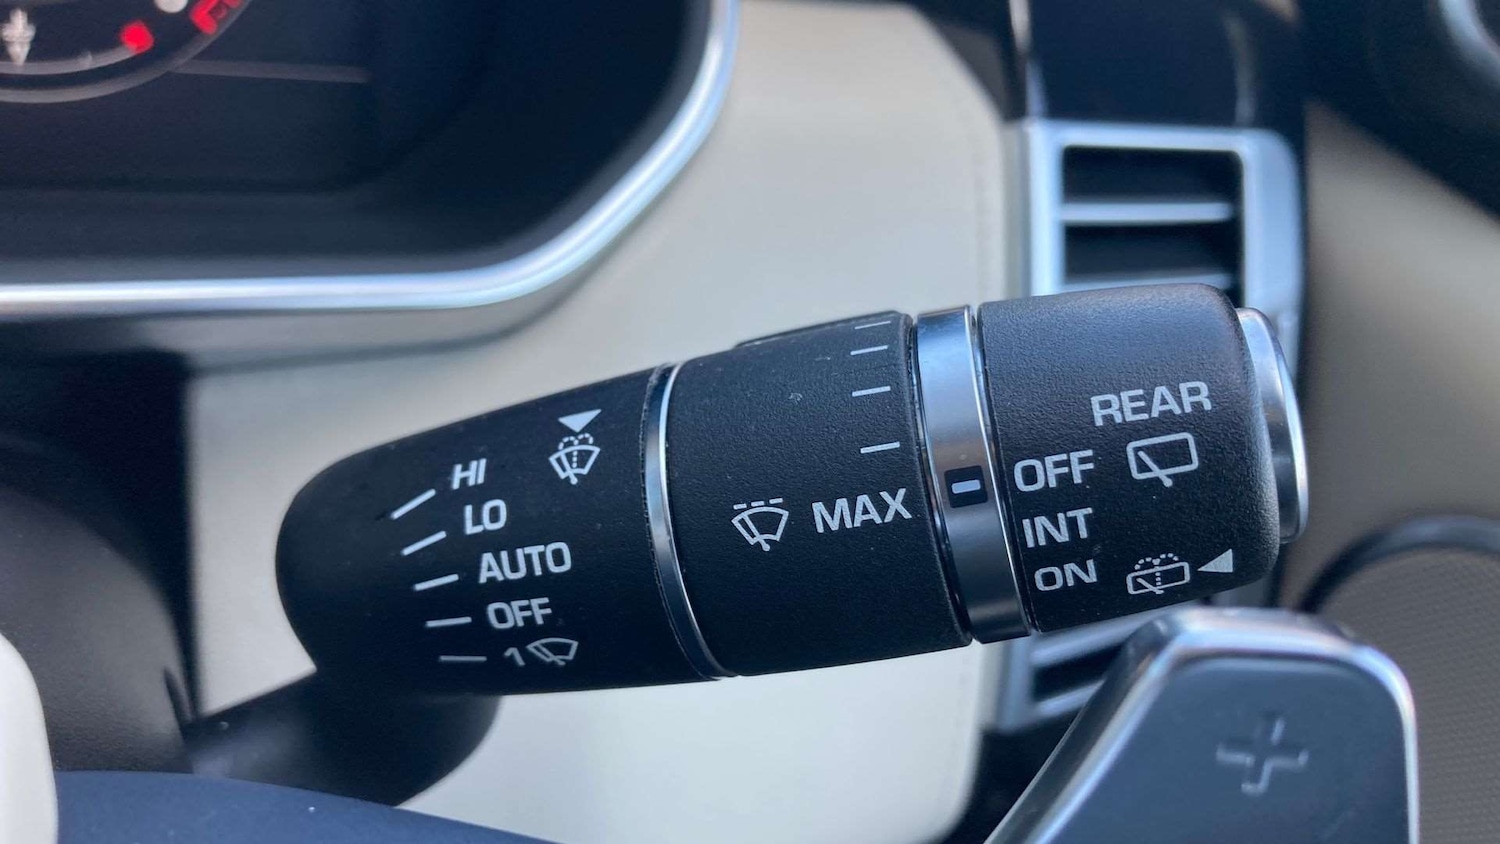 HI
LO
AUTO
OFF
1
MAX
REAR
OFF
INT
ON
+